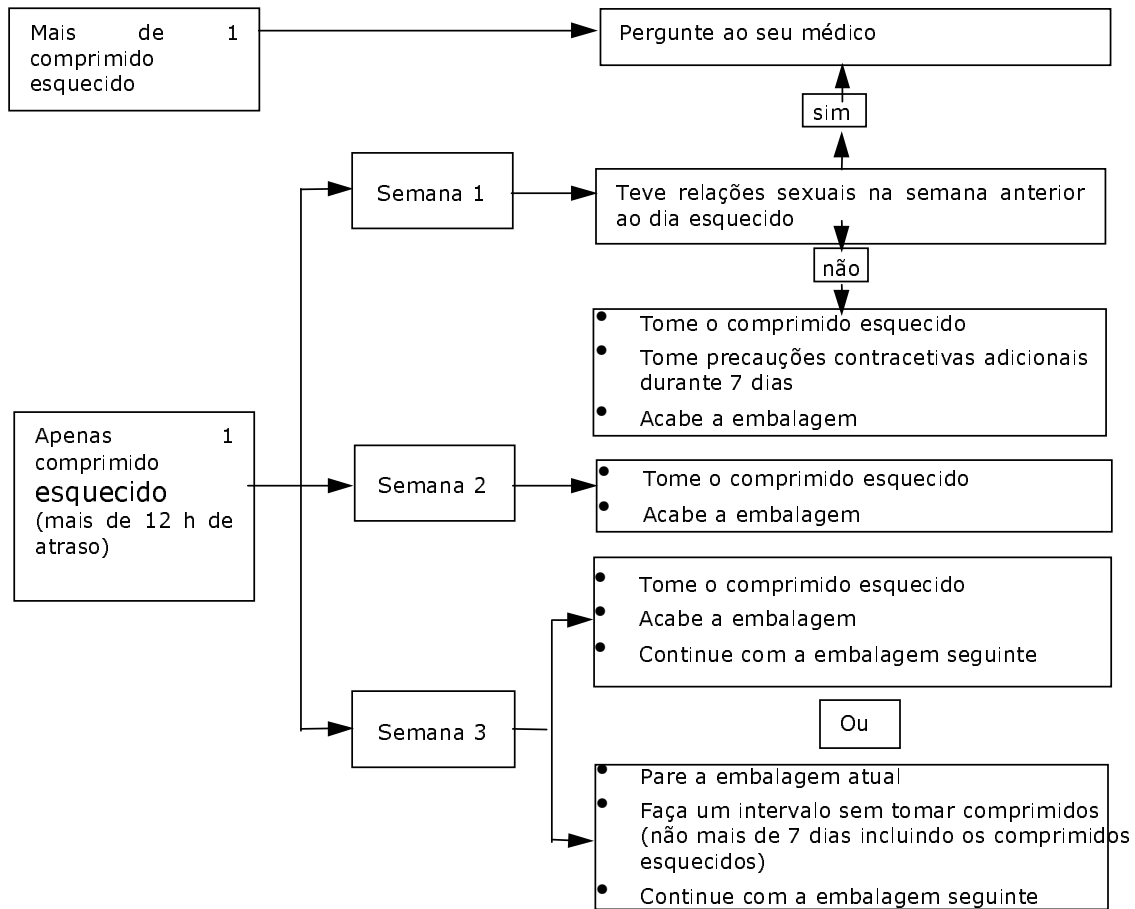 Mais de 1
comprimido
esquecido
Pergunte ao seu médico
sim
Semana 1
Teve relações sexuais na semana anterior
ao dia esquecido
não
• Tome o comprimido esquecido
• Tome precauções contracetivas adicionais
durante 7 dias
• Acabe a embalagem
Apenas 1
comprimido
esquecido
(mais de 12 h de
atraso)
Semana 2
• Tome o comprimido esquecido
• Acabe a embalagem
Semana 3
• Tome o comprimido esquecido
• Acabe a embalagem
• Continue com a embalagem seguinte
Ou
• Pare a embalagem atual
• Faça um intervalo sem tomar comprimidos
(não mais de 7 dias incluindo os comprimidos
esquecidos)
• Continue com a embalagem seguinte